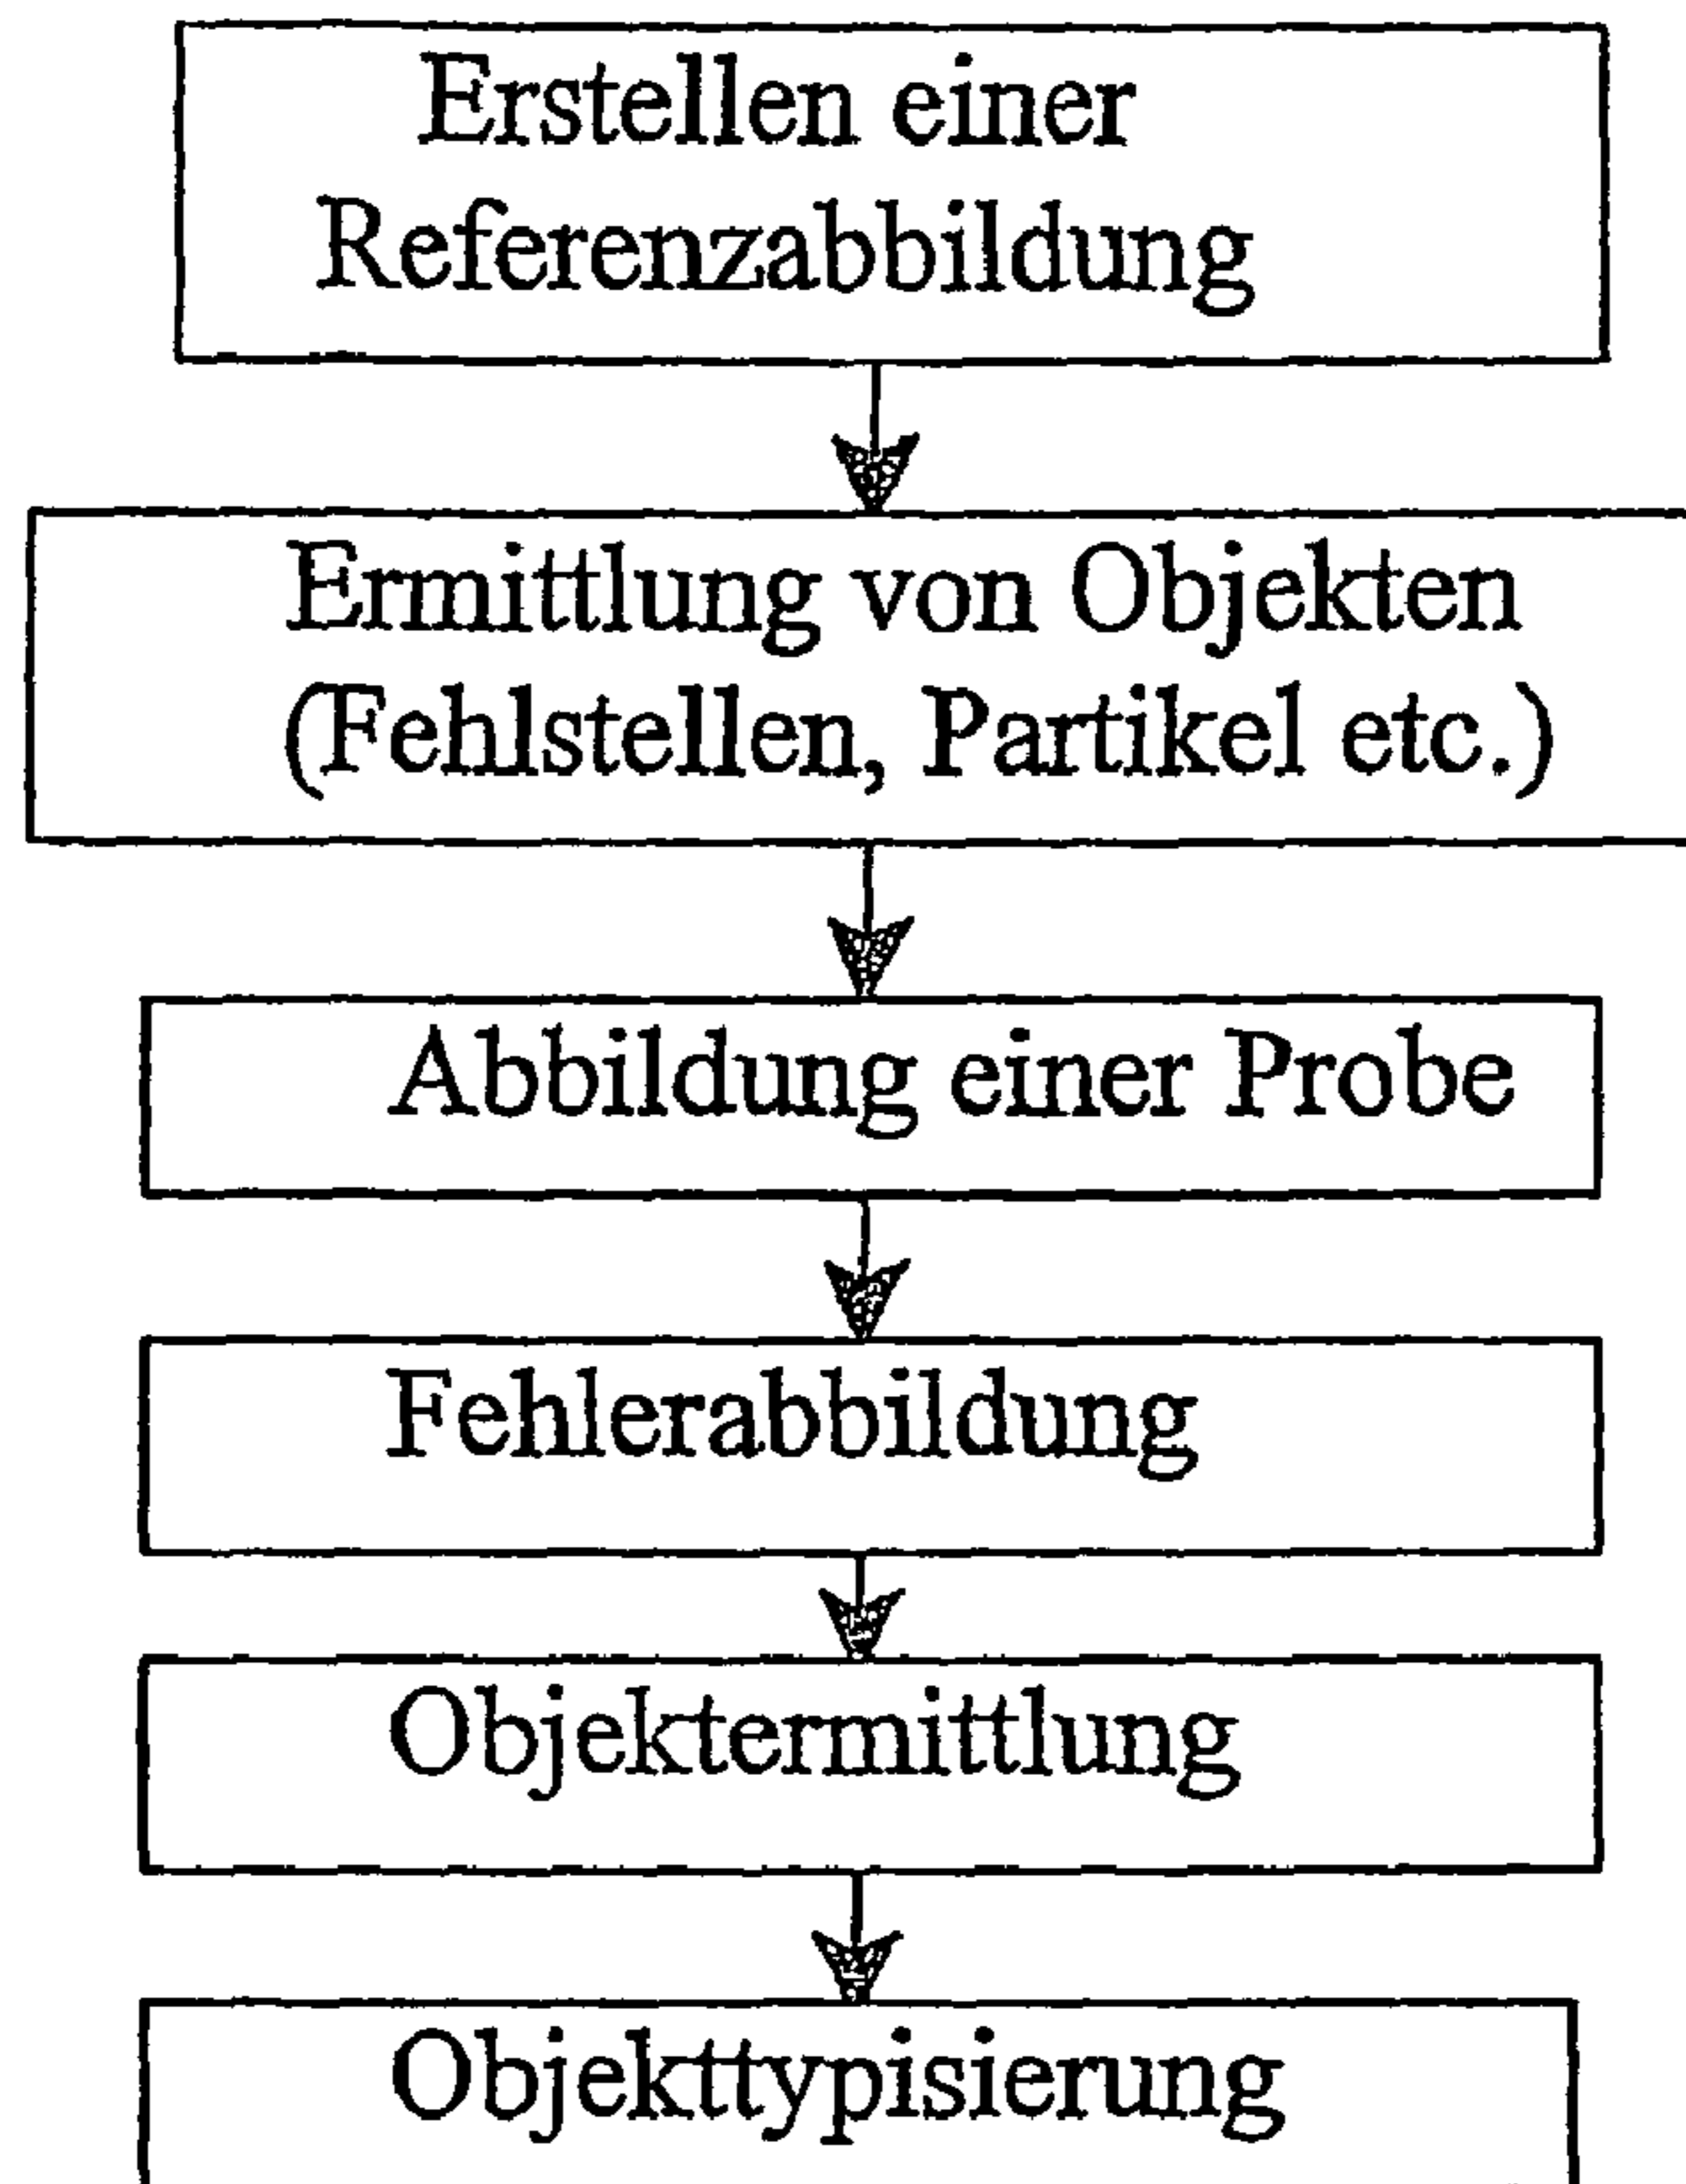 Erstellen einer
Referenzabbildung
Ermittlung von Objekten
(Fehlstellen, Partikel etc.)
Abbildung einer Probe
Fehlerabbildung
Objektermittlung
Objekttypisierung